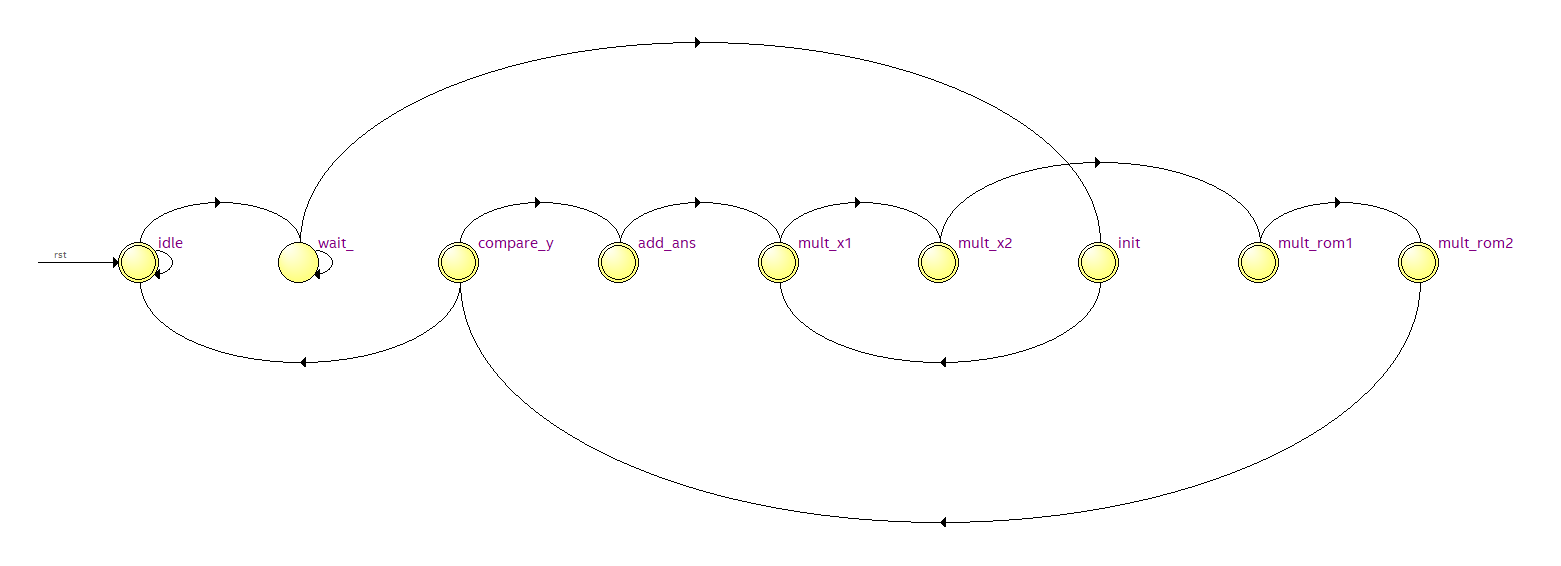 rst
idle
wait_
compare_y
add_ans
mult_x1
mult_x2
init
mult_rom1
mult_rom2